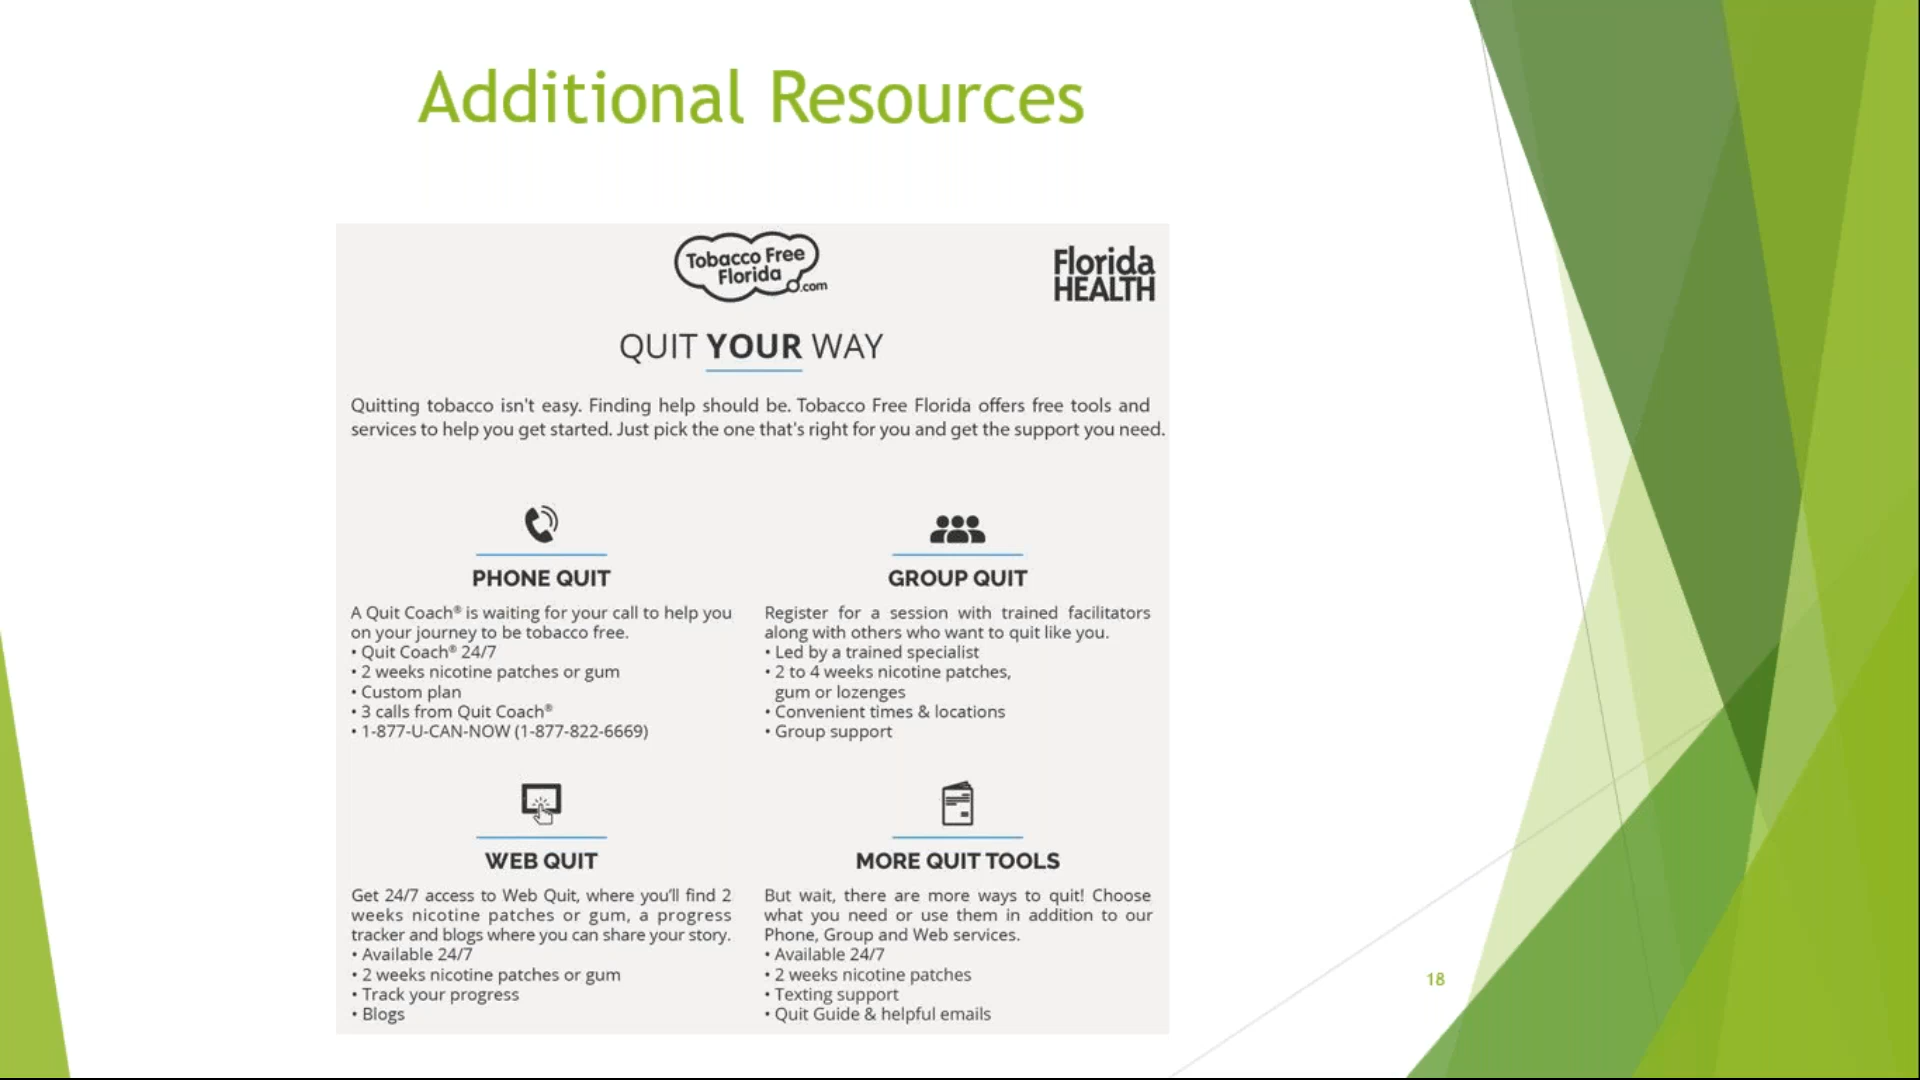 Additional Resources
Tobacco Free
Florida
.com
Florida
HEALTH
QUIT YOUR WAY
Quitting tobacco isn't easy. Finding help should be. Tobacco Free Florida offers free tools and
services to help you get started. Just pick the one that's right for you and get the support you need.
PHONE QUIT
A Quit Coach® is waiting for your call to help you
on your journey to be tobacco free.
• Quit Coach® 24/7
• 2 weeks nicotine patches or gum
• Custom plan
• 3 calls from Quit Coach®
• 1-877-U-CAN-NOW (1-877-822-6669)
GROUP QUIT
Register for a session with trained facilitators
along with others who want to quit like you.
• Led by a trained specialist
• 2 to 4 weeks nicotine patches,
gum or lozenges
• Convenient times & locations
• Group support
WEB QUIT
Get 24/7 access to Web Quit, where you'll find 2
weeks nicotine patches or gum, a progress
tracker and blogs where you can share your story.
• Available 24/7
• 2 weeks nicotine patches or gum
• Track your progress
• Blogs
MORE QUIT TOOLS
But wait, there are more ways to quit! Choose
what you need or use them in addition to our
Phone, Group and Web services.
• Available 24/7
• 2 weeks nicotine patches
• Texting support
• Quit Guide & helpful emails
18